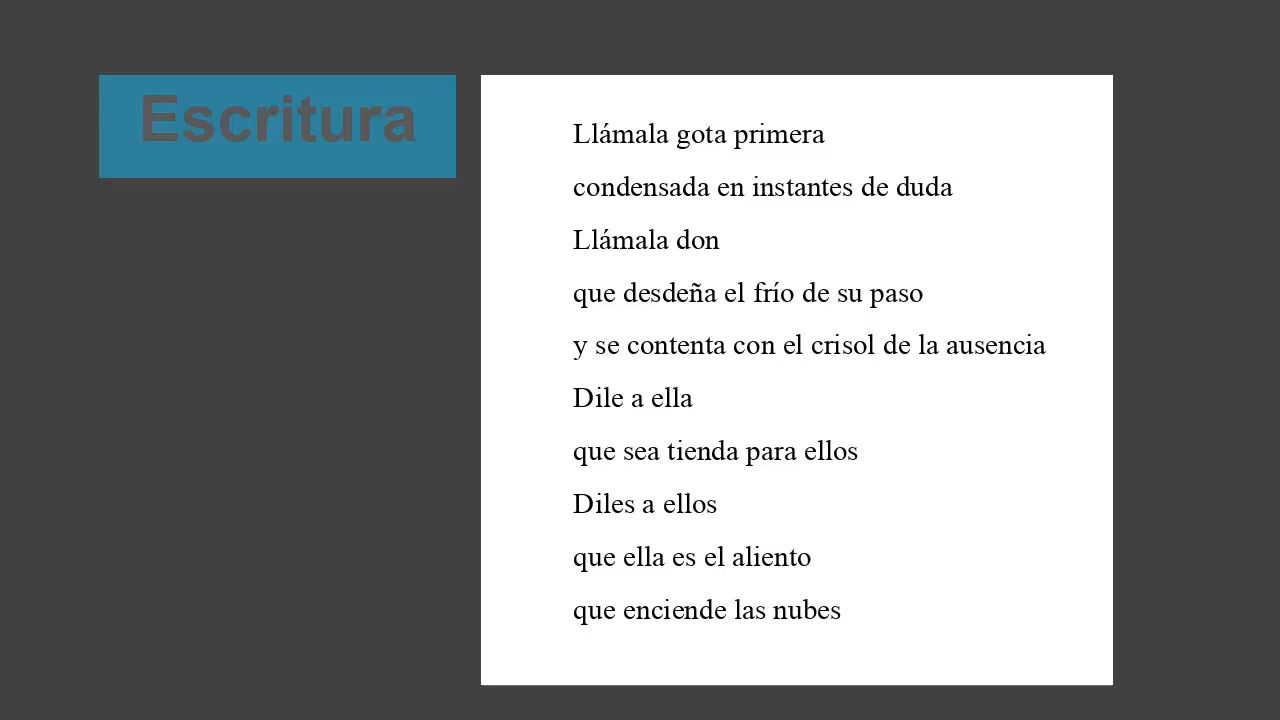 Escritura
Llámala gota primera
condensada en instantes de duda
Llámala don
que desdeña el frío de su paso
y se contenta con el crisol de la ausencia
Dile a ella
que sea tienda para ellos
Diles a ellos
que ella es el aliento
que enciende las nubes